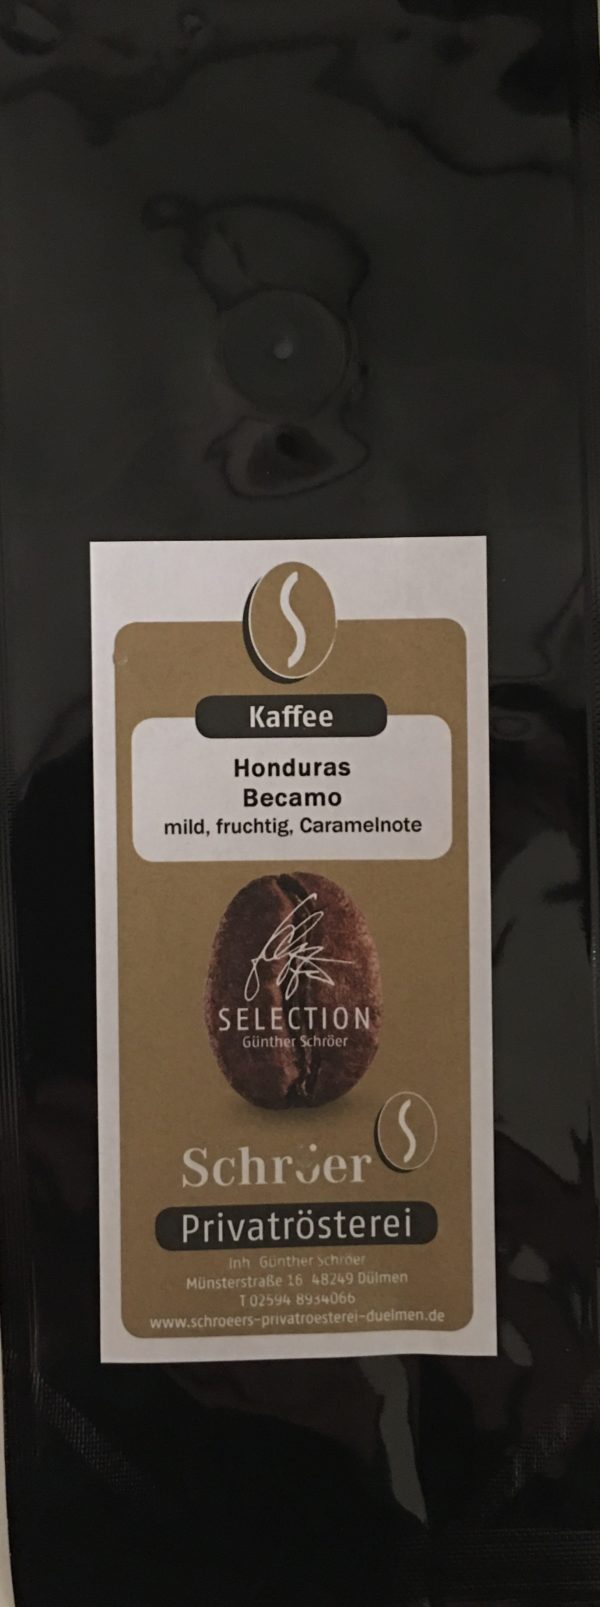 Kaffee
Honduras
Becamo
mild, fruchtig, Caramelnote
SELECTION
Günther Schröer
Schröer
Privatrösterei
Inh. Günther Schröer
Münsterstraße 16 48249 Dülmen
T 02594 8934066
www.schroeers-privatroesterei-duelmen.de